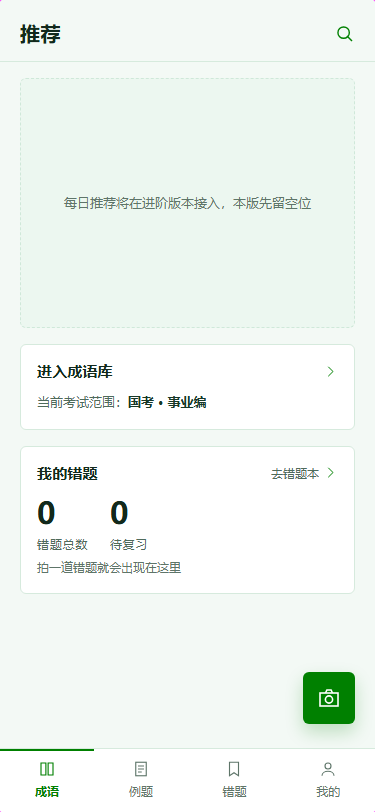 推荐
每日推荐将在进阶版本接入，本版先留空位
进入成语库
当前考试范围：国考 • 事业编
我的错题
去错题本
0 0
错题总数 待复习
拍一道错题就会出现在这里
成语 例题 错题 我的